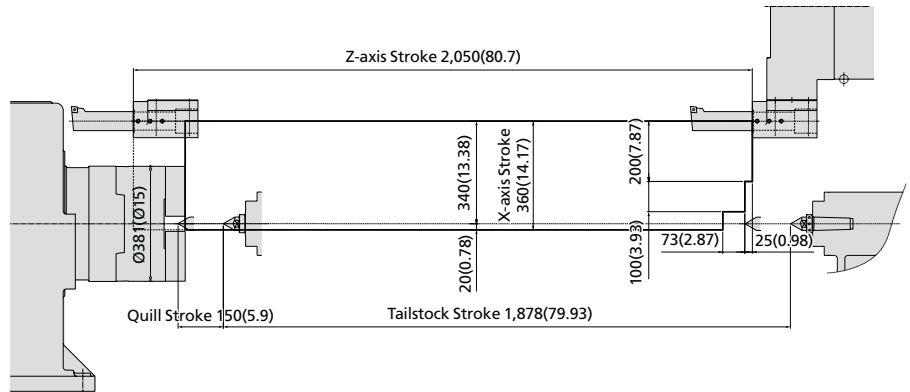 Z-axis Stroke 2,050(80.7)
340(13.38)
X-axis Stroke
360(14.17)
200(7.87)
Ø381(Ø15)
20(0.78)
100(3.93)
73(2.87)
25(0.98)
Quill Stroke 150(5.9)
Tailstock Stroke 1,878(79.93)